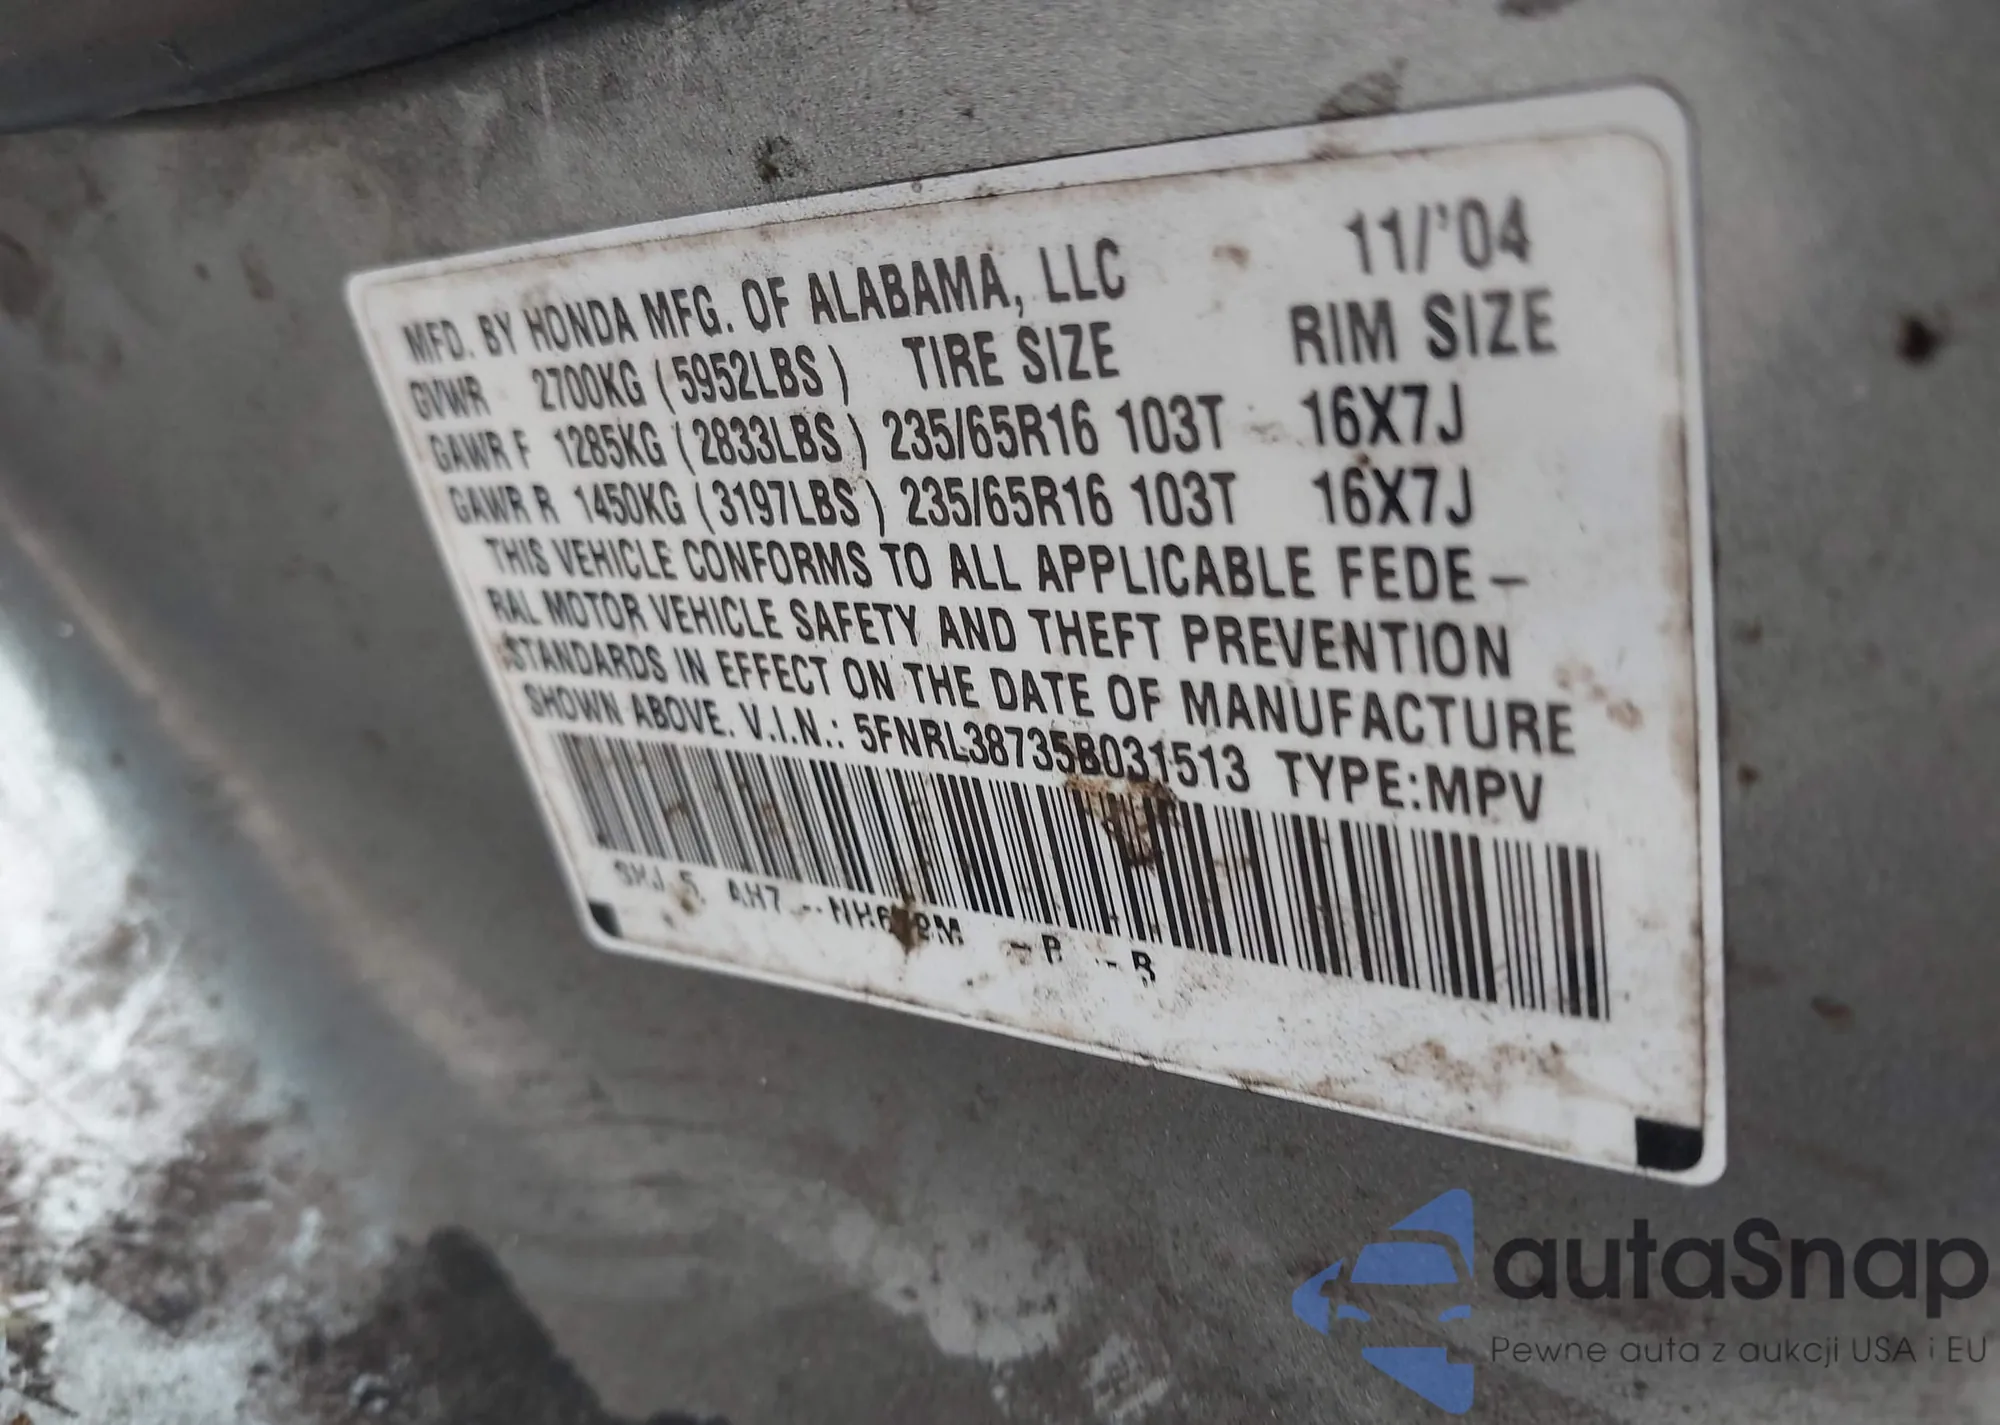 MFD. BY HONDA MFG. OF ALABAMA, LLC 11/'04
GVWR 2700KG (5952LBS) TIRE SIZE RIM SIZE
GAWR F 1285KG (2833LBS) 235/65R16 103T - 16X7J
GAWR R 1450KG (3197LBS) 235/65R16 103T 16X7J
THIS VEHICLE CONFORMS TO ALL APPLICABLE FEDE-
RAL MOTOR VEHICLE SAFETY AND THEFT PREVENTION
STANDARDS IN EFFECT ON THE DATE OF MANUFACTURE
SHOWN ABOVE. V.I.N.: 5FNRL38735B031513 TYPE:MPV
AH7 -- - -B
autaSnap
Pewne auta z aukcji USA i EU